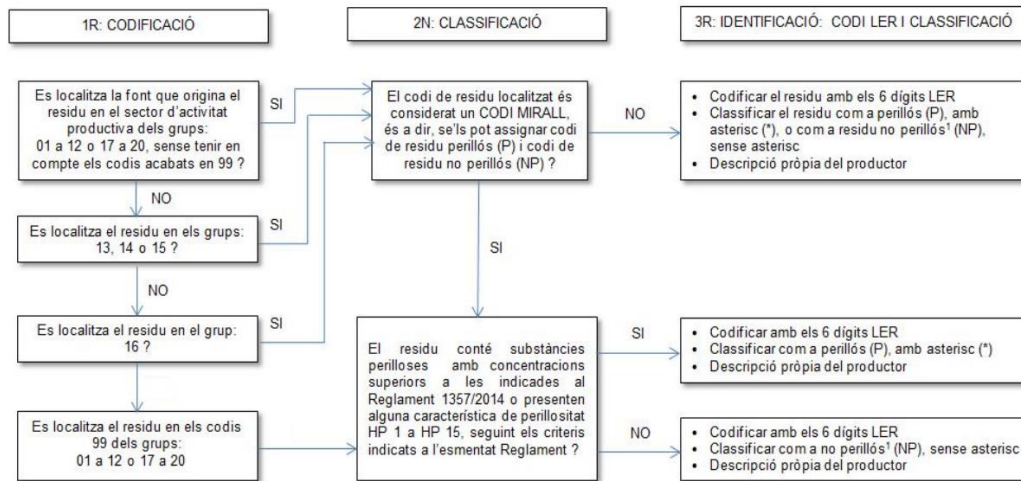 1R: CODIFICACIÓ
2N: CLASSIFICACIÓ
3R: IDENTIFICACIÓ: CODI LER I CLASSIFICACIÓ
Es localitza la font que origina el
residu en el sector d'activitat
productiva dels grups:
01 a 12 o 17 a 20, sense tenir en
compte els codis acabats en 99 ?
SI
El codi de residu localitzat és
considerat un CODI MIRALL,
és a dir, se'ls pot assignar codi
de residu perillós (P) i codi de
residu no perillós (NP) ?
NO
• Codificar el residu amb els 6 dígits LER
• Classificar el residu com a perillós (P), amb
asterisc (*), o com a residu no perillós¹ (NP),
sense asterisc
• Descripció pròpia del productor
NO
Es localitza el residu en els grups:
13, 14 o 15 ?
SI
SI
NO
Es localitza el residu en el grup:
16 ?
SI
El residu conté substàncies
perilloses amb concentracions
superiors a les indicades al
Reglament 1357/2014 o presenten
alguna característica de perillositat
HP 1 a HP 15, seguint els criteris
indicats a l'esmentat Reglament ?
SI
• Codificar amb els 6 dígits LER
• Classificar com a perillós (P), amb asterisc (*)
• Descripció pròpia del productor
Es localitza el residu en els codis
99 dels grups:
01 a 12 o 17 a 20
NO
• Codificar amb els 6 dígits LER
• Classificar com a no perillós¹ (NP), sense asterisc
• Descripció pròpia del productor